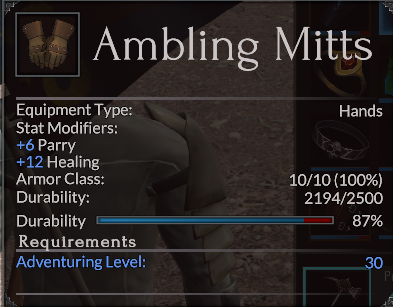 Ambling Mitts
Equipment Type: Hands
Stat Modifiers:
+6 Parry
+12 Healing
Armor Class: 10/10 (100%)
Durability: 2194/2500
Durability 87%
Requirements
Adventuring Level: 30